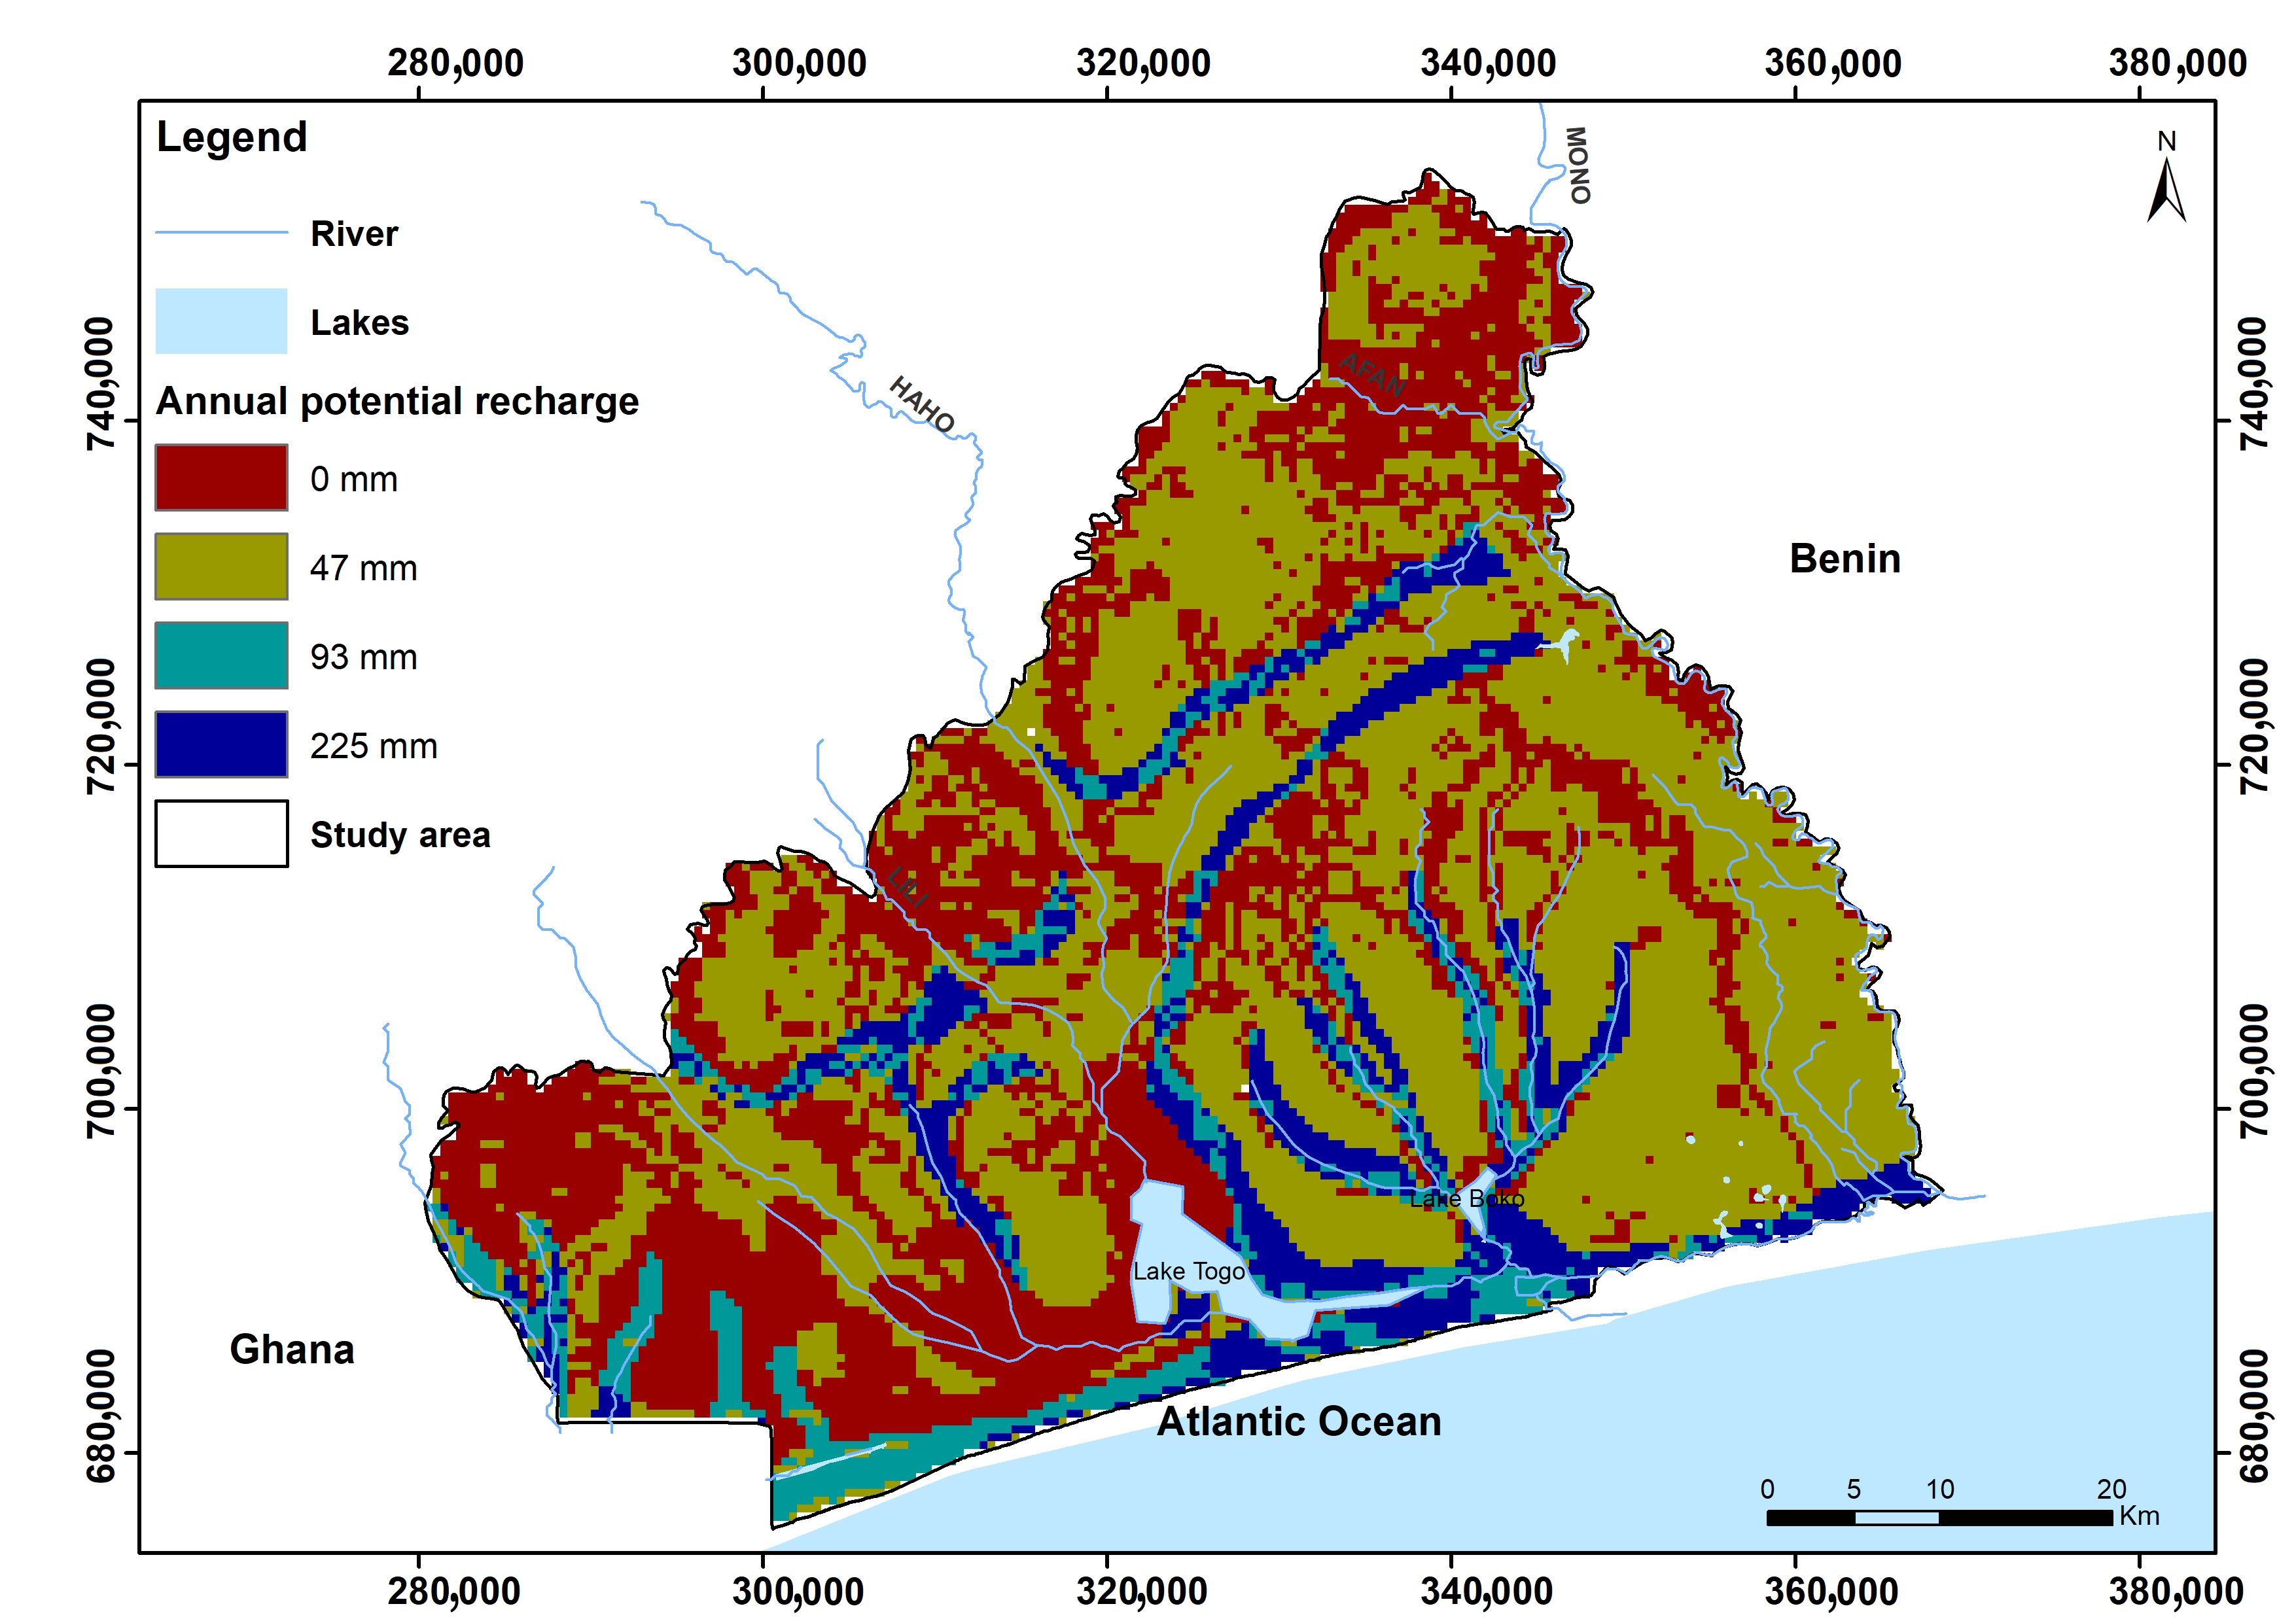 280,000 300,000 320,000 340,000 360,000 380,000
Legend
River
Lakes
Annual potential recharge
0 mm
47 mm
93 mm
225 mm
Study area
N
MONO
HAHO
AFAN
LILI
Benin
Ghana
Lake Boko
Lake Togo
Atlantic Ocean
740,000
720,000
700,000
680,000
740,000
720,000
700,000
680,000
0 5 10 20
Km
280,000 300,000 320,000 340,000 360,000 380,000